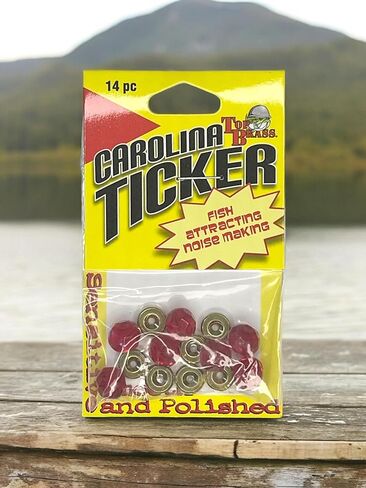 14 pc
TOP
BRASS
CAROLINA
TICKER
FISH
ATTRACTING
NOISE MAKING
and Polished